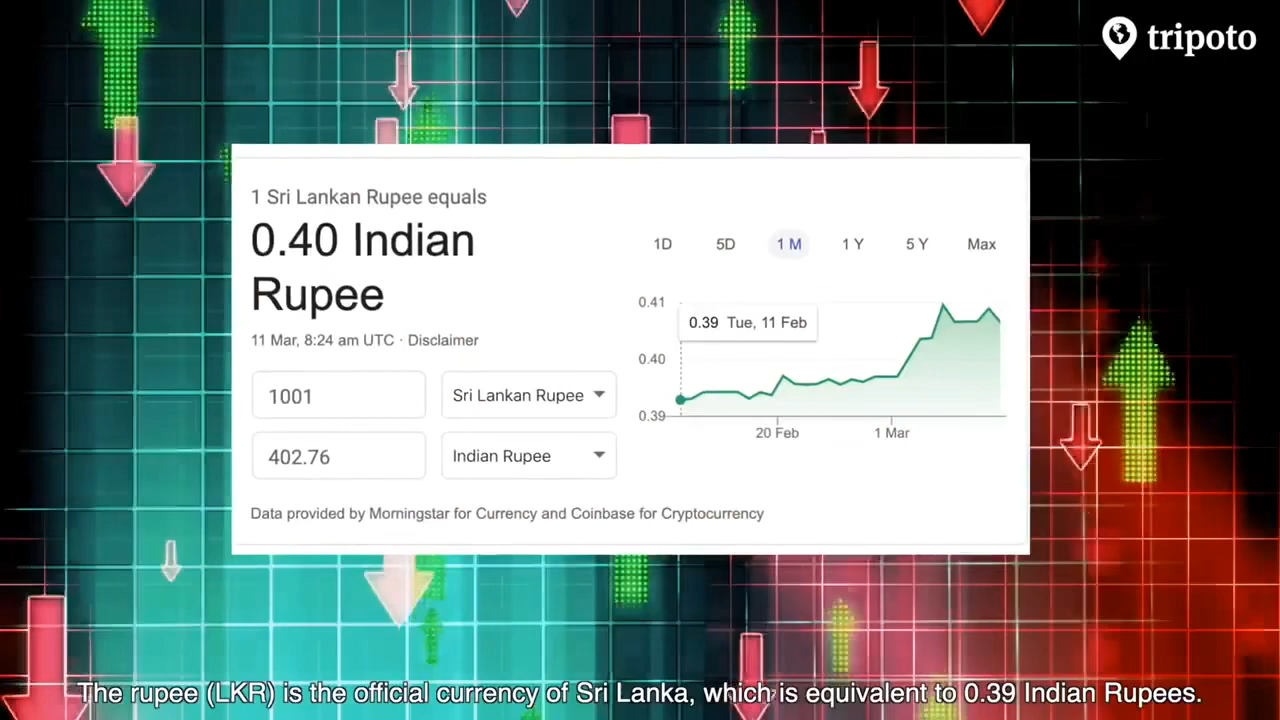 tripoto
1 Sri Lankan Rupee equals
0.40 Indian
Rupee
11 Mar, 8:24 am UTC · Disclaimer
1001
Sri Lankan Rupee
402.76
Indian Rupee
1D 5D 1 M 1 Y 5 Y Max
0.41
0.39 Tue, 11 Feb
0.40
0.39
20 Feb 1 Mar
Data provided by Morningstar for Currency and Coinbase for Cryptocurrency
The rupee (LKR) is the official currency of Sri Lanka, which is equivalent to 0.39 Indian Rupees.